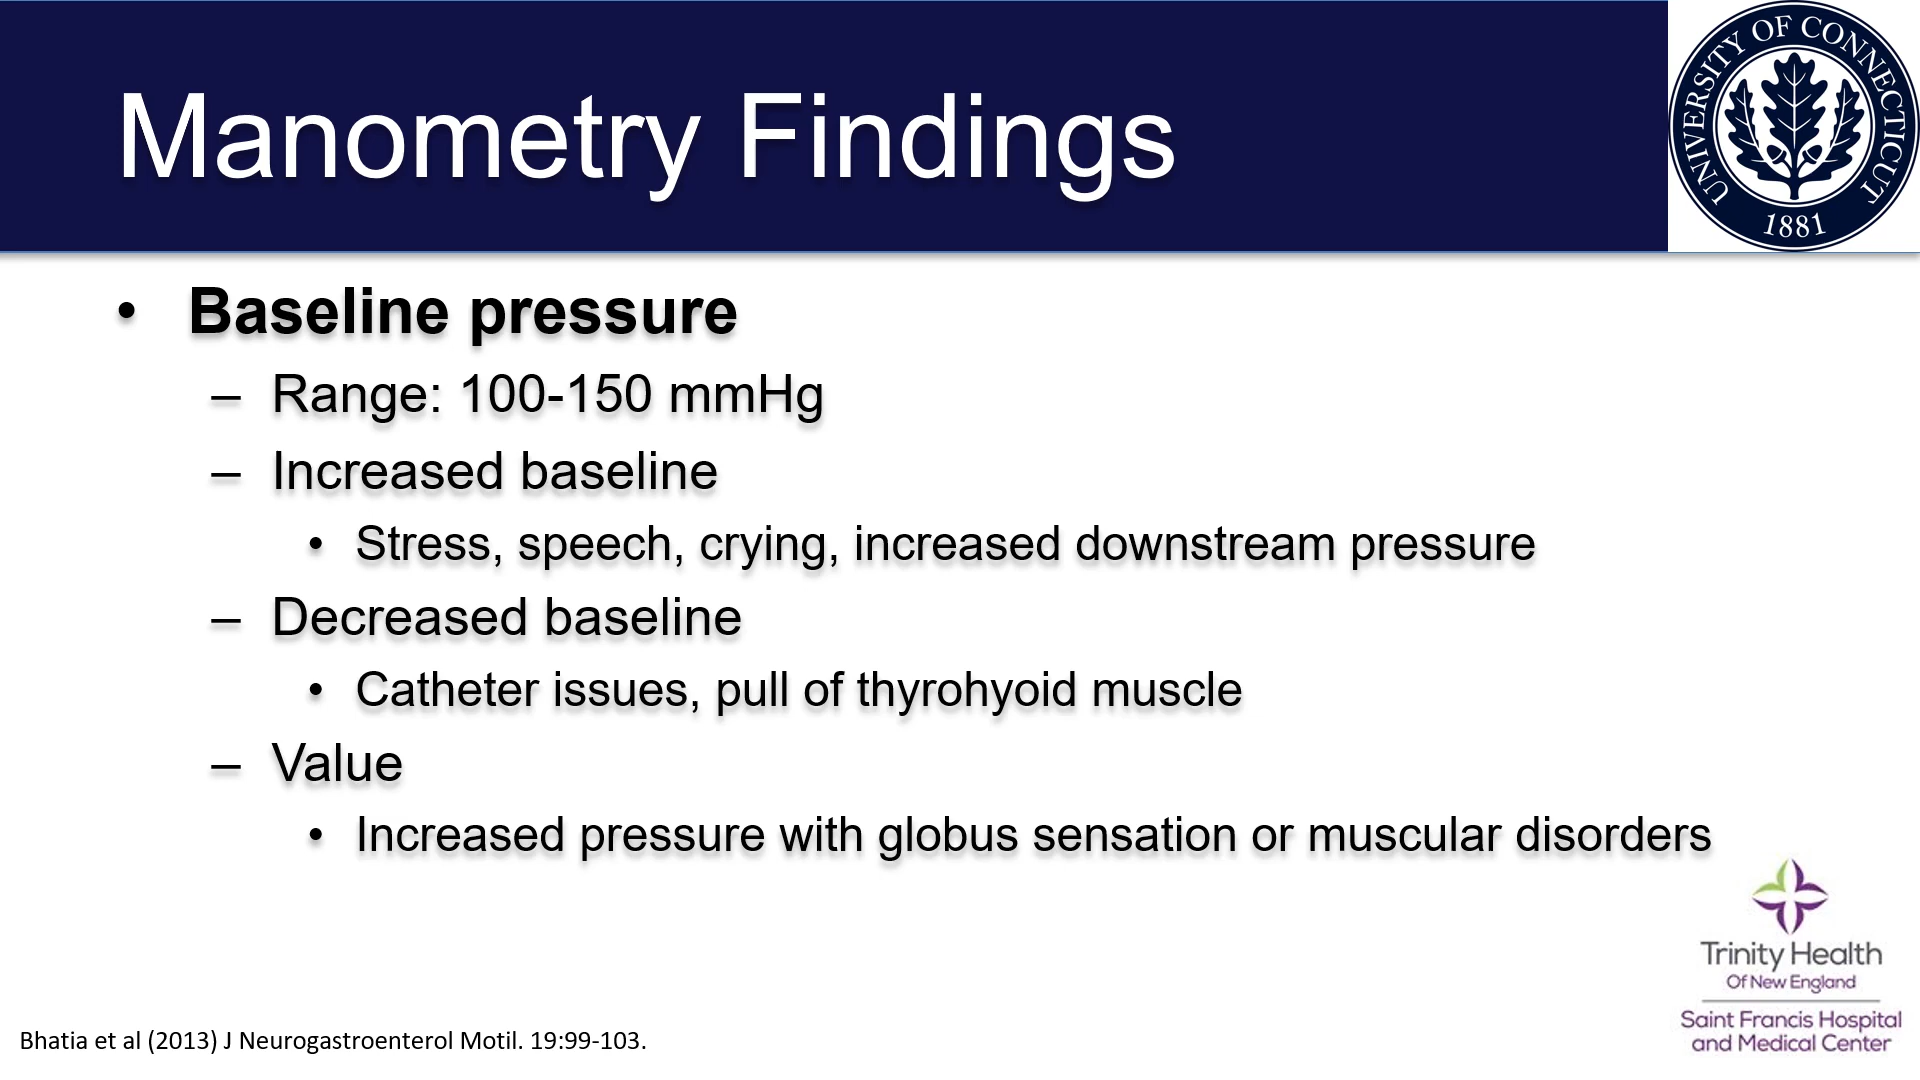 Manometry Findings
UNIVERSITY OF CONNECTICUT
1881
• Baseline pressure
– Range: 100-150 mmHg
– Increased baseline
• Stress, speech, crying, increased downstream pressure
– Decreased baseline
• Catheter issues, pull of thyrohyoid muscle
– Value
• Increased pressure with globus sensation or muscular disorders
Trinity Health
Of New England
Saint Francis Hospital
and Medical Center
Bhatia et al (2013) J Neurogastroenterol Motil. 19:99-103.